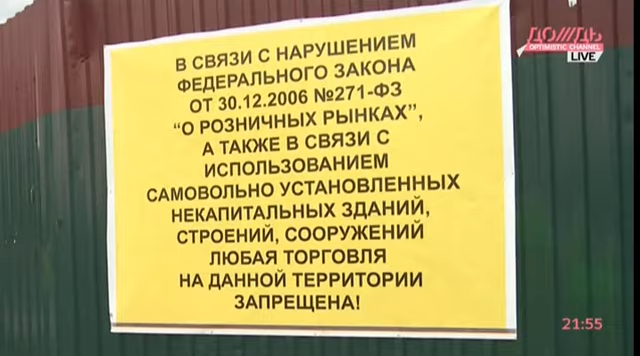 ДОЖДЬ
OPTIMISTIC CHANNEL
LIVE
В СВЯЗИ С НАРУШЕНИЕМ
ФЕДЕРАЛЬНОГО ЗАКОНА
ОТ 30.12.2006 №271-ФЗ
“О РОЗНИЧНЫХ РЫНКАХ”,
А ТАКЖЕ В СВЯЗИ С
ИСПОЛЬЗОВАНИЕМ
САМОВОЛЬНО УСТАНОВЛЕННЫХ
НЕКАПИТАЛЬНЫХ ЗДАНИЙ,
СТРОЕНИЙ, СООРУЖЕНИЙ
ЛЮБАЯ ТОРГОВЛЯ
НА ДАННОЙ ТЕРРИТОРИИ
ЗАПРЕЩЕНА!
21:55